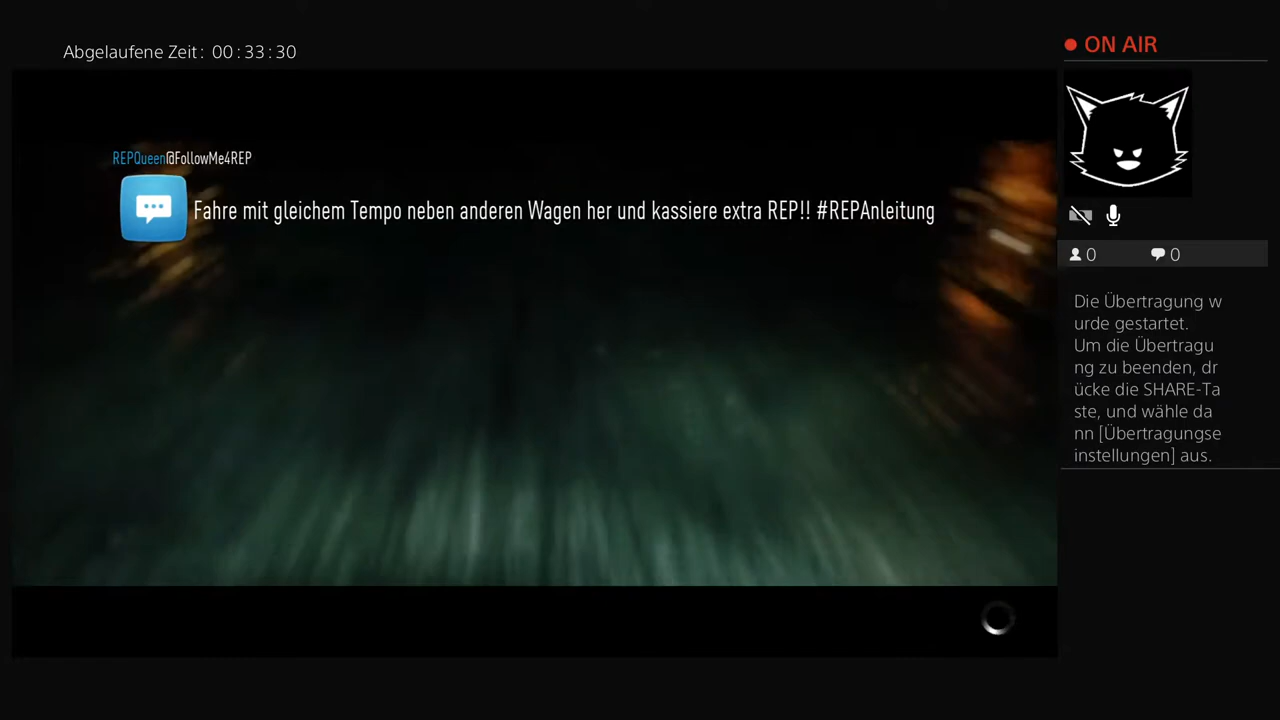 Abgelaufene Zeit: 00:33:30
ON AIR
REPQueen@FollowMe4REP
Fahre mit gleichem Tempo neben anderen Wagen her und kassiere extra REP!! #REPAnleitung
0 0
Die Übertragung w
urde gestartet.
Um die Übertragu
ng zu beenden, dr
ücke die SHARE-Ta
ste, und wähle da
nn [Übertragungse
instellungen] aus.